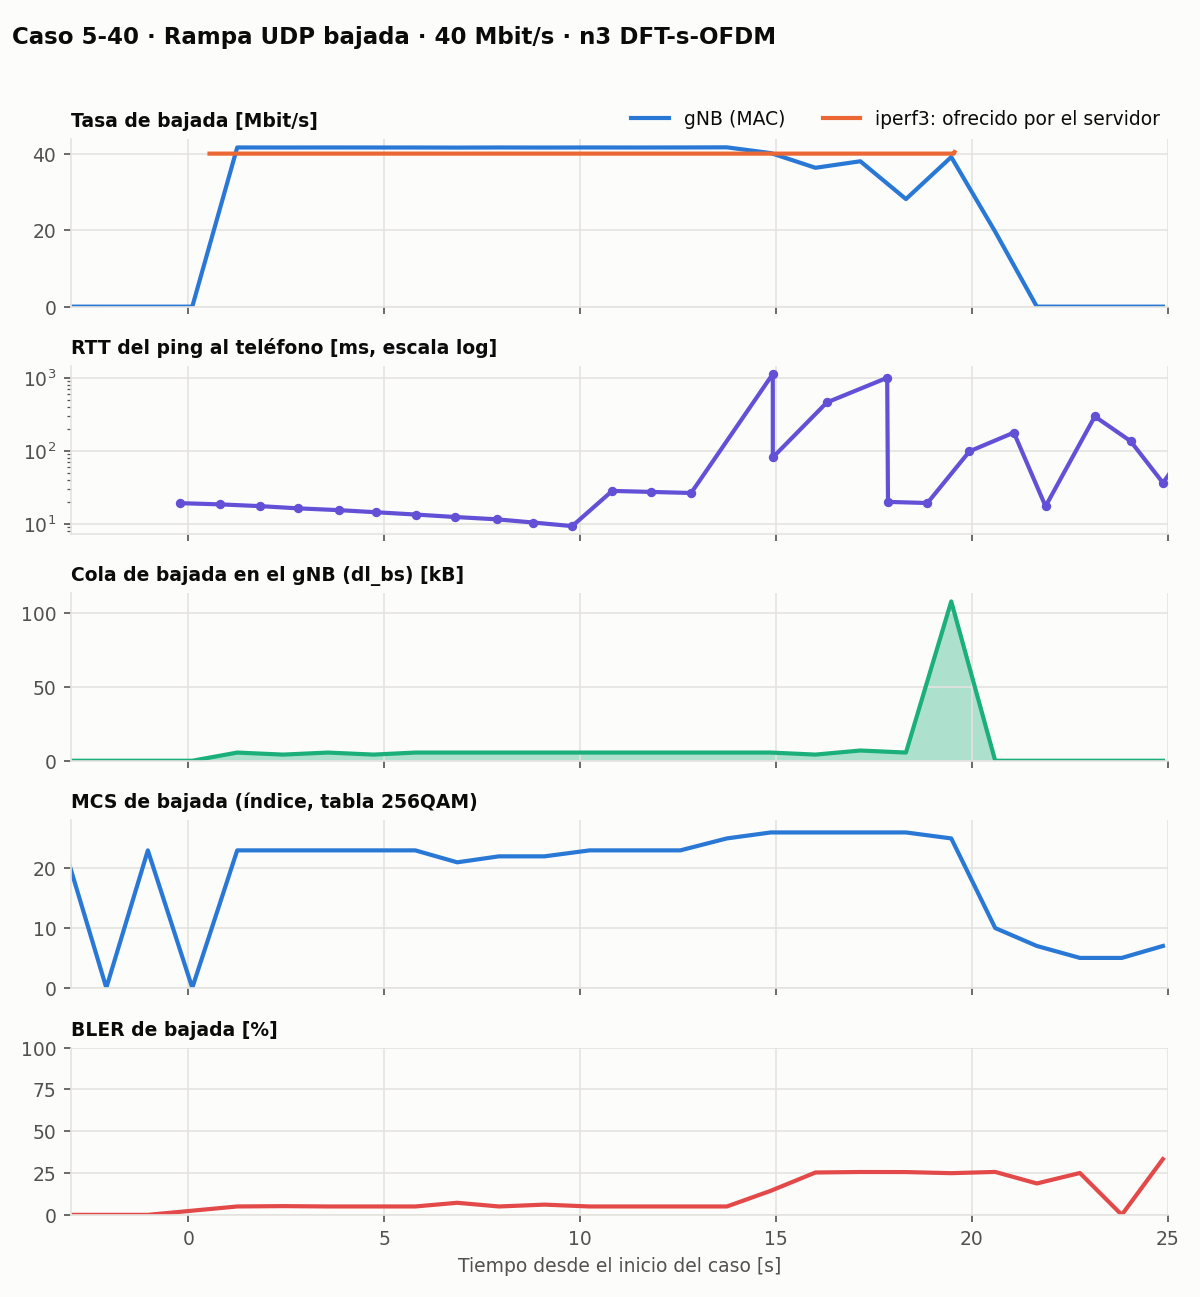 Caso 5-40 · Rampa UDP bajada · 40 Mbit/s · n3 DFT-s-OFDM
Tasa de bajada [Mbit/s]
gNB (MAC)
iperf3: ofrecido por el servidor
40
20
0
RTT del ping al teléfono [ms, escala log]
10³
10²
10¹
Cola de bajada en el gNB (dl_bs) [kB]
100
50
0
MCS de bajada (índice, tabla 256QAM)
20
10
0
BLER de bajada [%]
100
75
50
25
0
0 5 10 15 20 25
Tiempo desde el inicio del caso [s]